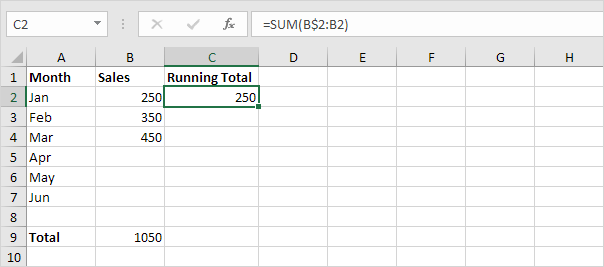 C2 fx =SUM(B$2:B2)
A B C D E F G H
1 Month Sales Running Total
2 Jan 250 250
3 Feb 350
4 Mar 450
5 Apr
6 May
7 Jun
8
9 Total 1050
10